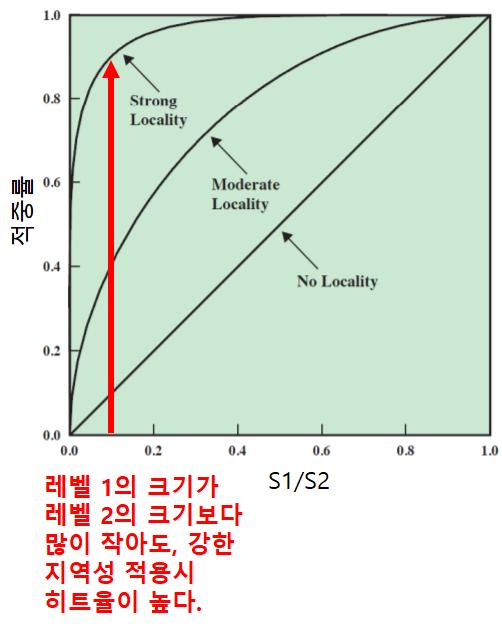 1.0
0.8
0.6
0.4
0.2
0.0
적중률
Strong
Locality
Moderate
Locality
No Locality
0.0 0.2 0.4 0.6 0.8 1.0
S1/S2
레벨 1의 크기가
레벨 2의 크기보다
많이 작아도, 강한
지역성 적용시
히트율이 높다.